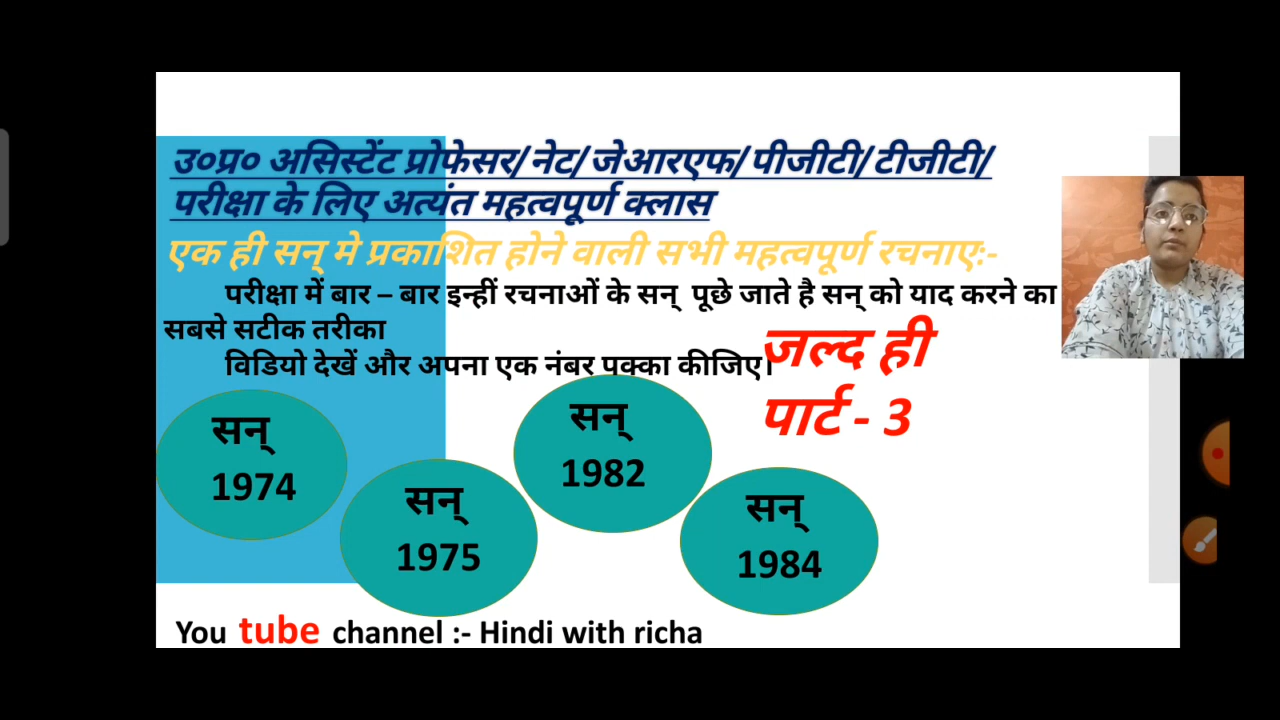 उ०प्र० असिस्टेंट प्रोफेसर/ नेट/ जेआरएफ/ पीजीटी/ टीजीटी/
परीक्षा के लिए अत्यंत महत्वपूर्ण क्लास
एक ही सन् मे प्रकाशित होने वाली सभी महत्वपूर्ण रचनाएः-
परीक्षा में बार – बार इन्हीं रचनाओं के सन् पूछे जाते है सन् को याद करने का
सबसे सटीक तरीका
विडियो देखें और अपना एक नंबर पक्का कीजिए।
जल्द ही
पार्ट - 3
सन्
1974
सन्
1975
सन्
1982
सन्
1984
You tube channel :- Hindi with richa